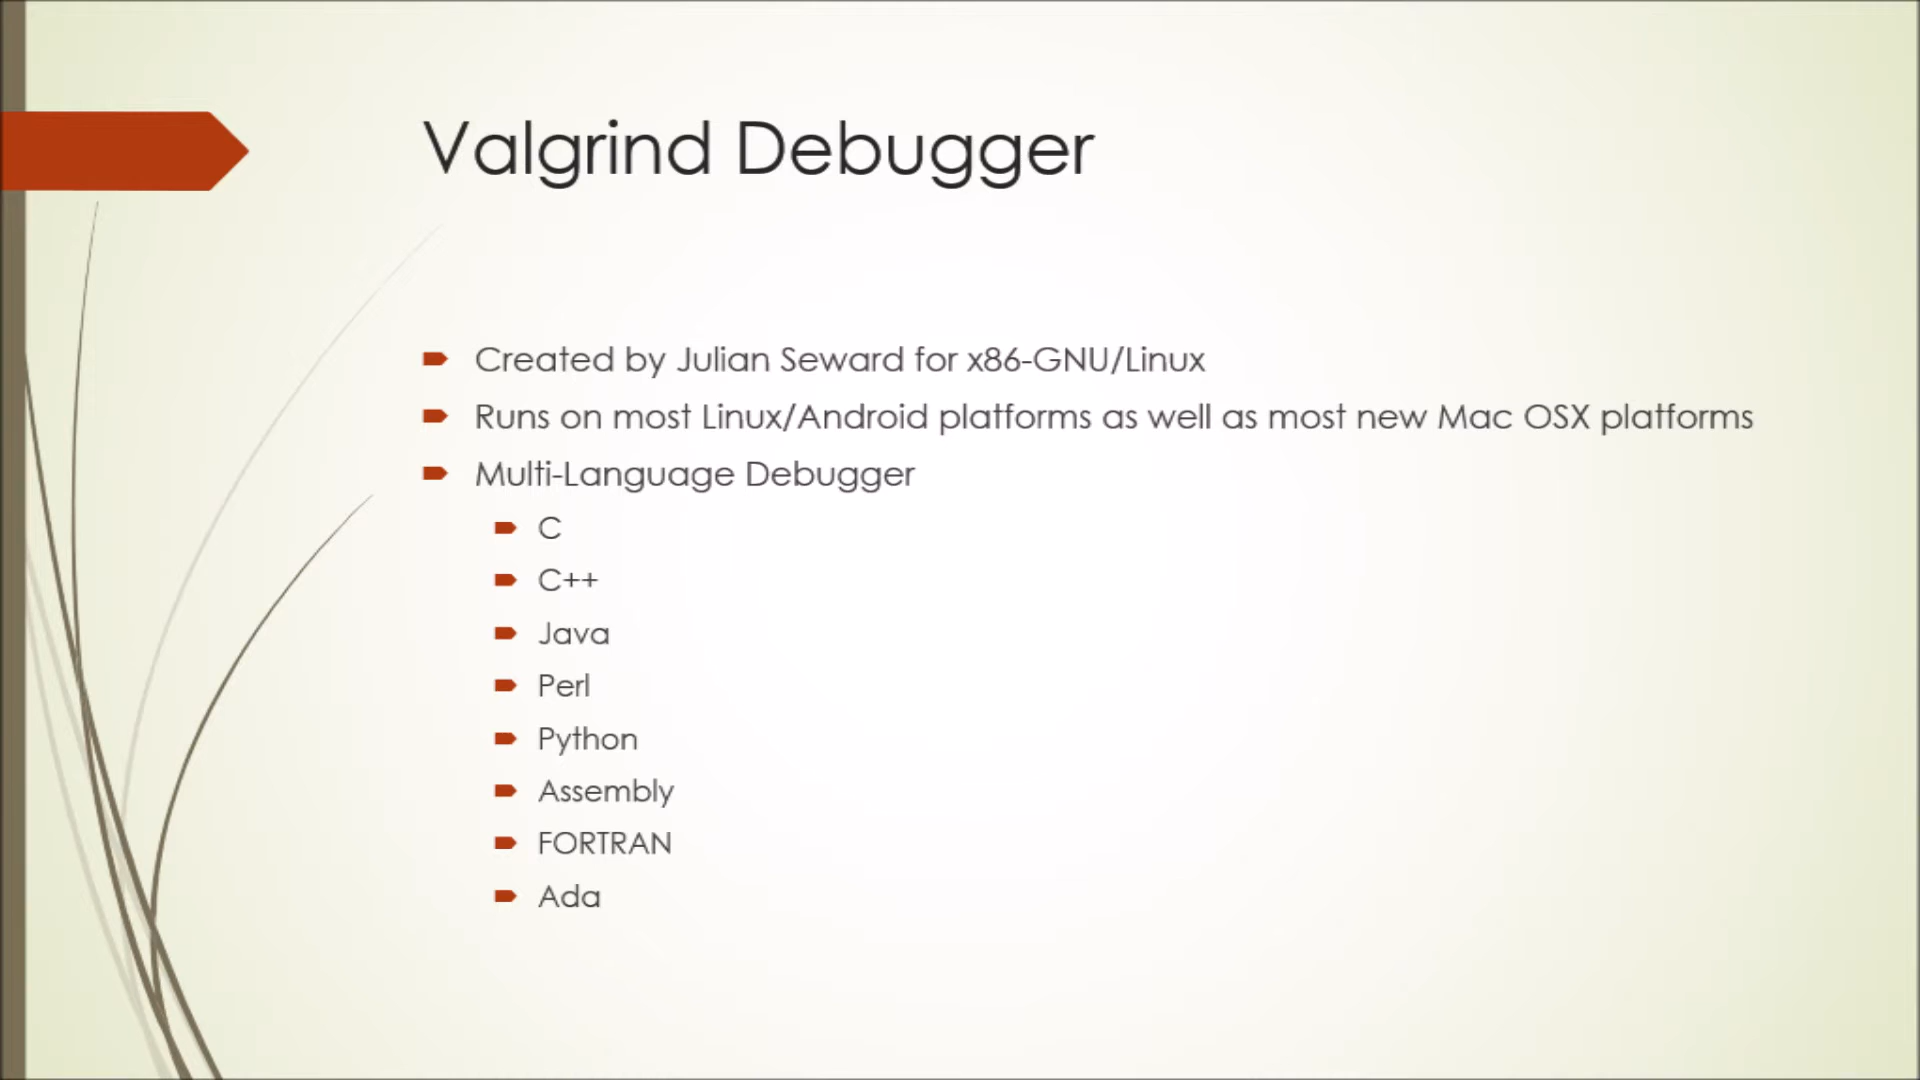 Valgrind Debugger
Created by Julian Seward for x86-GNU/Linux
Runs on most Linux/Android platforms as well as most new Mac OSX platforms
Multi-Language Debugger
C
C++
Java
Perl
Python
Assembly
FORTRAN
Ada